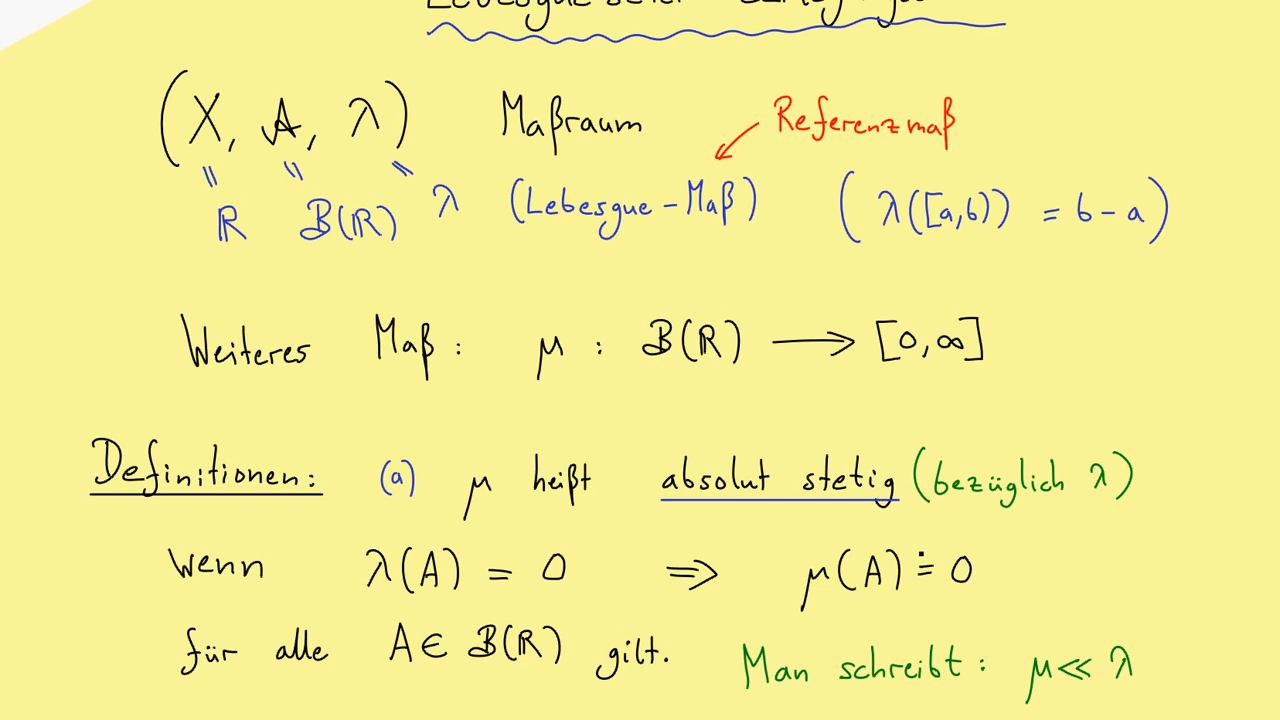 (X, A, λ) Maßraum Referenzmaß
" " "
ℝ ℬ(ℝ) λ (Lebesgue-Maß) (λ([a,b)) = b-a)
Weiteres Maß: μ : ℬ(ℝ) ⟶ [0,∞]
Definitionen: (a) μ heißt absolut stetig (bezüglich λ)
wenn λ(A) = 0 ⇒ μ(A) = 0
für alle A ∈ ℬ(ℝ) gilt.
Man schreibt: μ ≪ λ